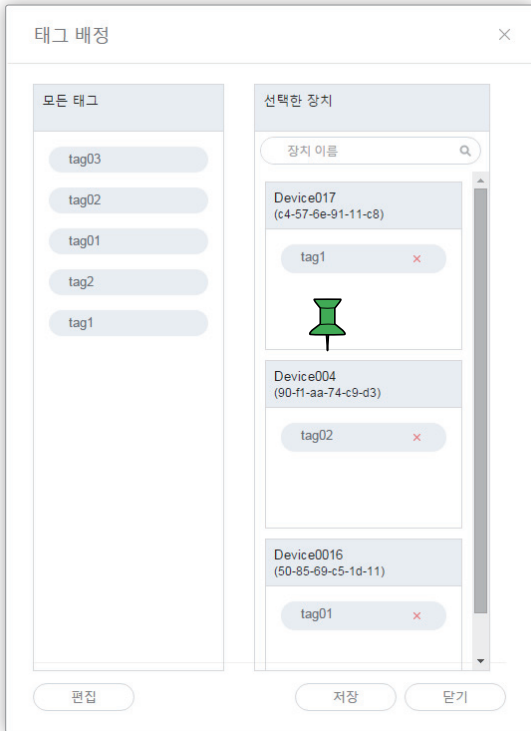 태그 배정
모든 태그
tag03
tag02
tag01
tag2
tag1
선택한 장치
장치 이름
Device017
(c4-57-6e-91-11-c8)
tag1
Device004
(90-f1-aa-74-c9-d3)
tag02
Device0016
(50-85-69-c5-1d-11)
tag01
편집
저장
닫기